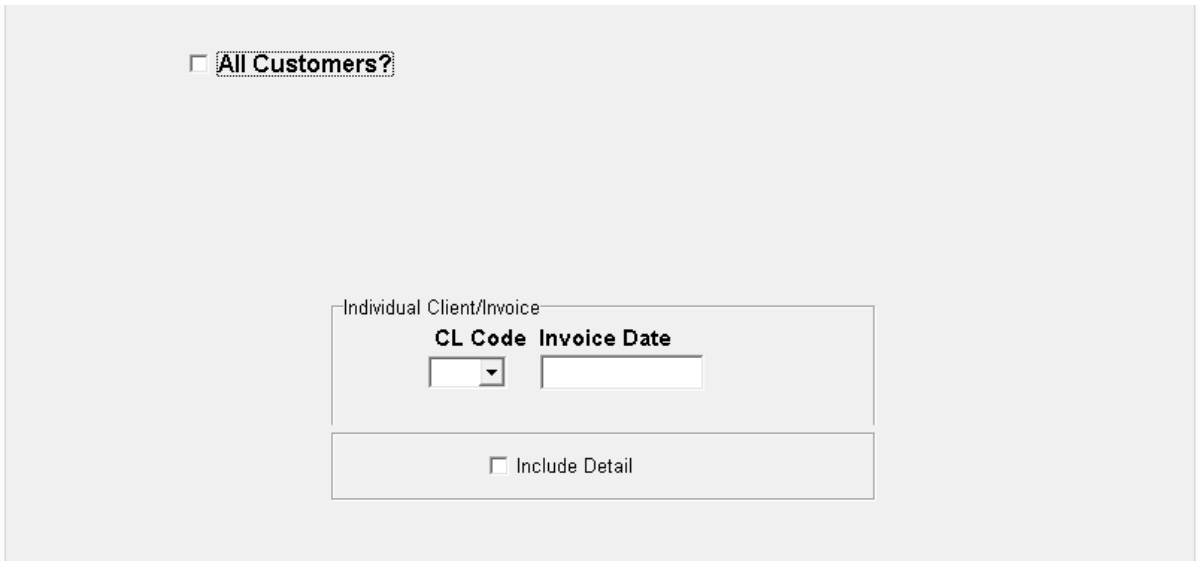 All Customers?
Individual Client/Invoice
CL Code Invoice Date
Include Detail